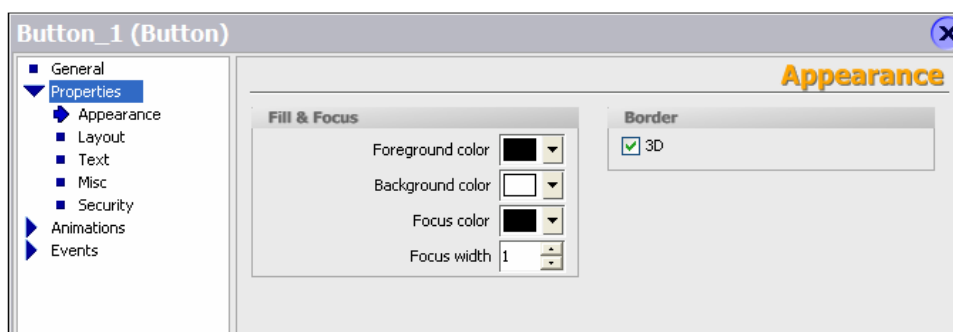 Button_1 (Button)
General
Properties
Appearance
Layout
Text
Misc
Security
Animations
Events
Appearance
Fill & Focus
Foreground color
Background color
Focus color
Focus width 1
Border
3D